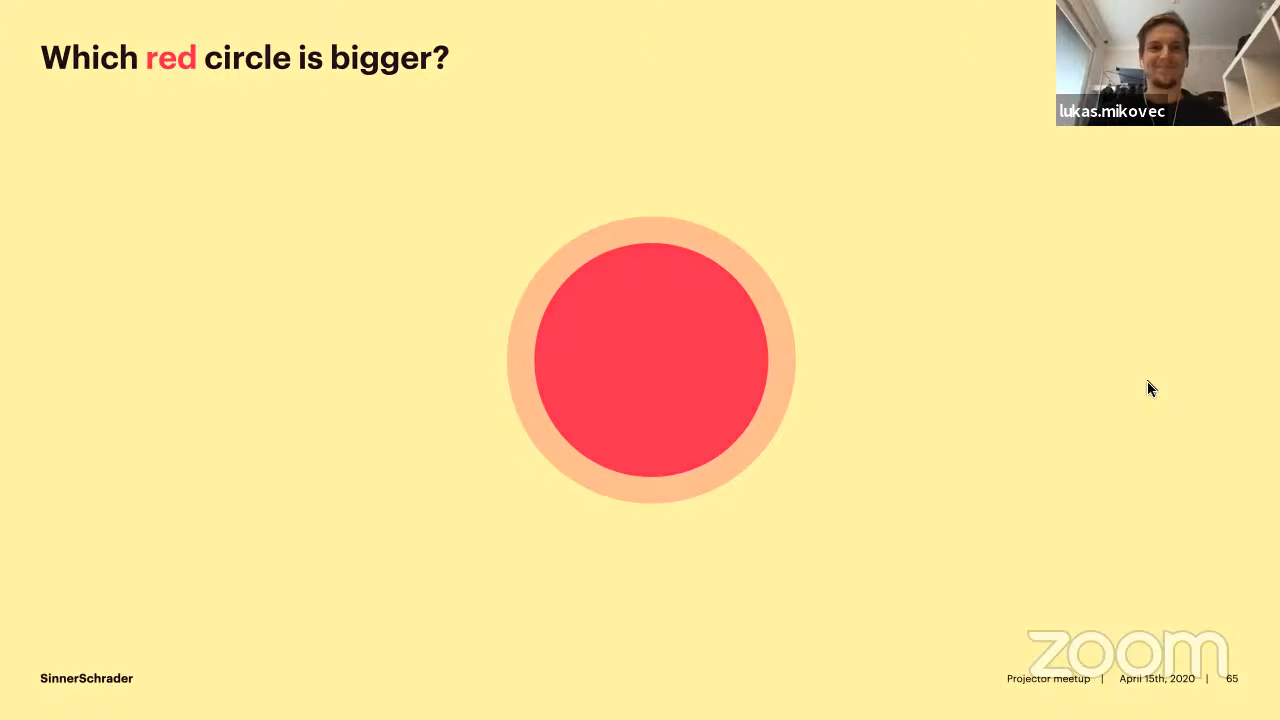 Which red circle is bigger?
lukas.mikovec
zoom
SinnerSchrader
Projector meetup | April 15th, 2020 | 65